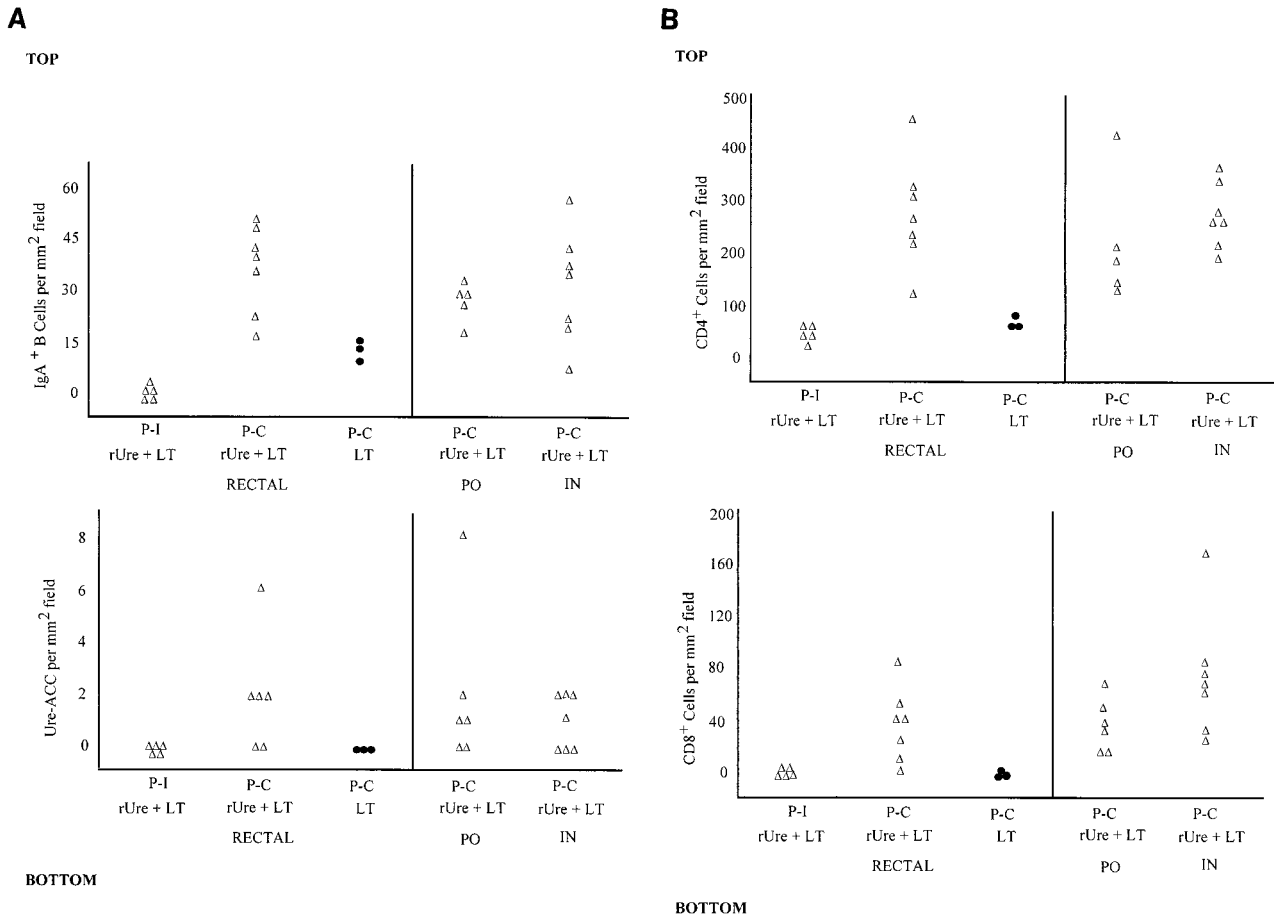 A
TOP
IgA + B Cells per mm2 field
60
45
30
15
0
P-I P-C P-C P-C P-C
rUre + LT rUre + LT LT rUre + LT rUre + LT
RECTAL PO IN
Ure-ACC per mm2 field
8
6
4
2
0
P-I P-C P-C P-C P-C
rUre + LT rUre + LT LT rUre + LT rUre + LT
RECTAL PO IN
BOTTOM
B
TOP
CD4+ Cells per mm2 field
500
400
300
200
100
0
P-I P-C P-C P-C P-C
rUre + LT rUre + LT LT rUre + LT rUre + LT
RECTAL PO IN
CD8+ Cells per mm2 field
200
160
120
80
40
0
P-I P-C P-C P-C P-C
rUre + LT rUre + LT LT rUre + LT rUre + LT
RECTAL PO IN
BOTTOM